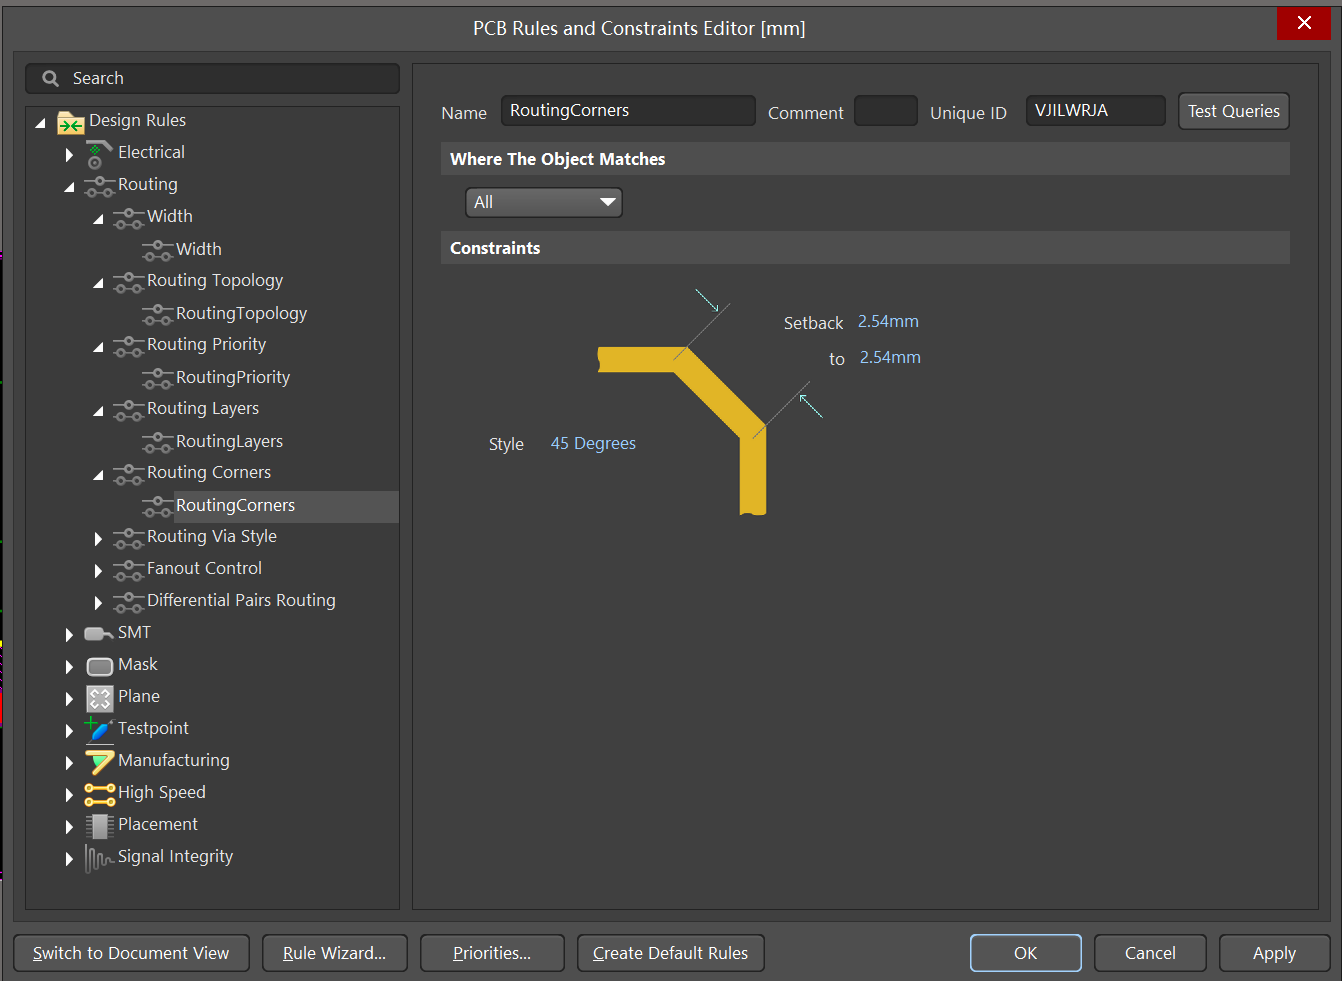 PCB Rules and Constraints Editor [mm]
Search
Design Rules
Electrical
Routing
Width
Width
Routing Topology
RoutingTopology
Routing Priority
RoutingPriority
Routing Layers
RoutingLayers
Routing Corners
RoutingCorners
Routing Via Style
Fanout Control
Differential Pairs Routing
SMT
Mask
Plane
Testpoint
Manufacturing
High Speed
Placement
Signal Integrity
Name RoutingCorners Comment Unique ID VJILWRJA Test Queries
Where The Object Matches
All
Constraints
Setback 2.54mm
to 2.54mm
Style 45 Degrees
Switch to Document View Rule Wizard... Priorities... Create Default Rules OK Cancel Apply